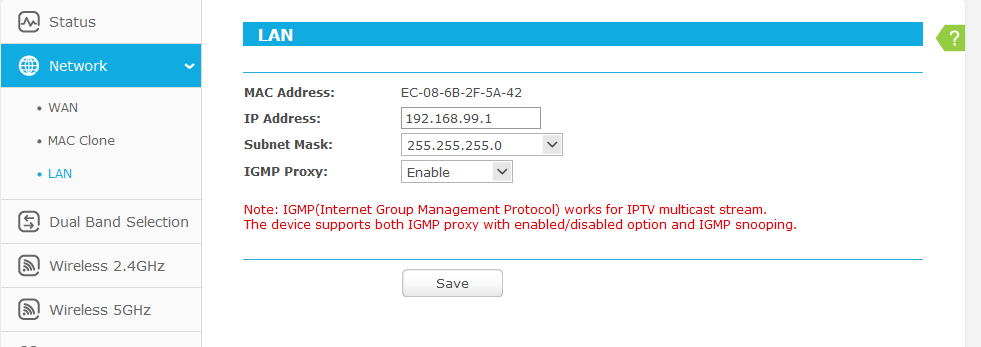 Status
Network
WAN
MAC Clone
LAN
Dual Band Selection
Wireless 2.4GHz
Wireless 5GHz
LAN
?
MAC Address: EC-08-6B-2F-5A-42
IP Address: 192.168.99.1
Subnet Mask: 255.255.255.0
IGMP Proxy: Enable
Note: IGMP(Internet Group Management Protocol) works for IPTV multicast stream.
The device supports both IGMP proxy with enabled/disabled option and IGMP snooping.
Save